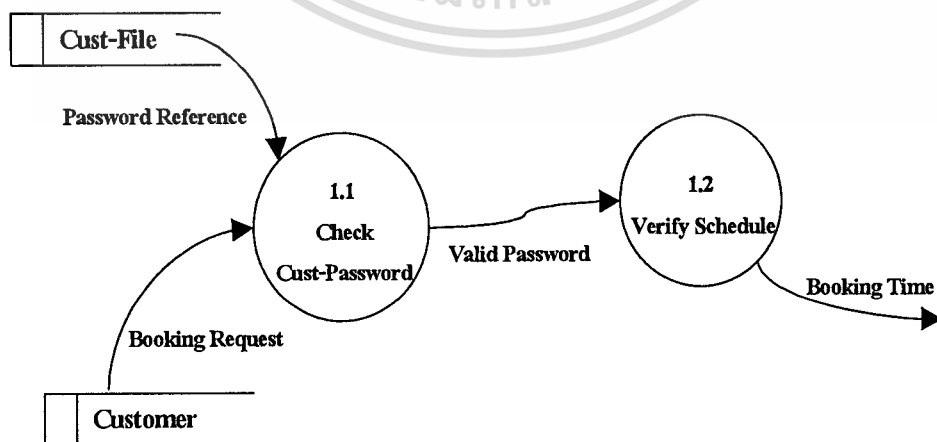 Cust-File
Password Reference
1.1
Check
Cust-Password
1.2
Verify Schedule
Valid Password
Booking Time
Booking Request
Customer